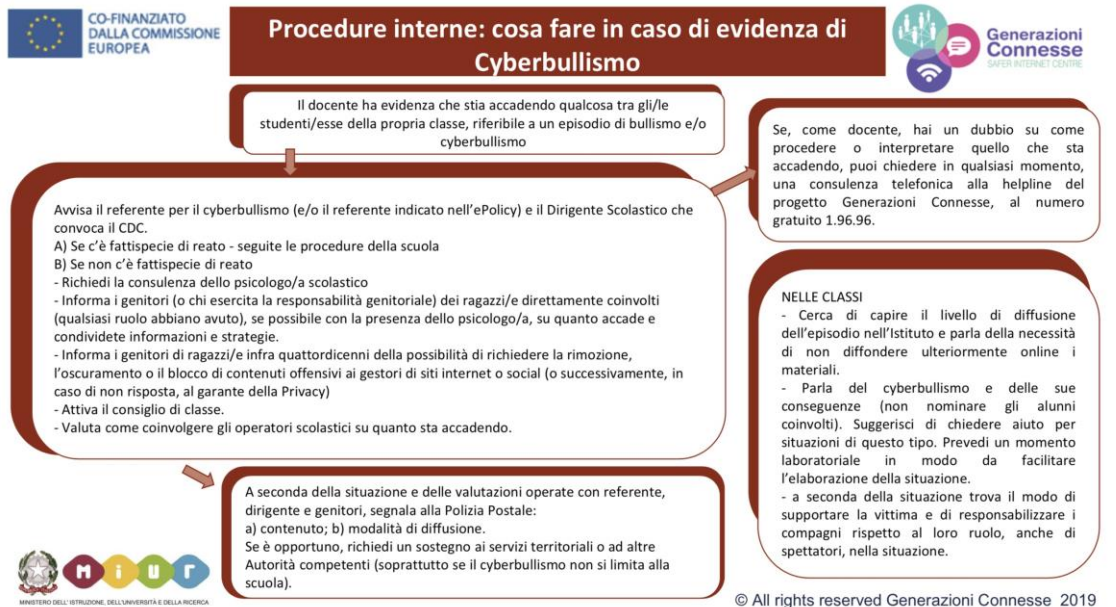 CO-FINANZIATO
DALLA COMMISSIONE
EUROPEA
Procedure interne: cosa fare in caso di evidenza di
Cyberbullismo
Generazioni
Connesse
SAFER INTERNET CENTRE
Il docente ha evidenza che stia accadendo qualcosa tra gli/le
studenti/esse della propria classe, riferibile a un episodio di bullismo e/o
cyberbullismo
Se, come docente, hai un dubbio su come
procedere o interpretare quello che sta
accadendo, puoi chiedere in qualsiasi momento,
una consulenza telefonica alla helpline del
progetto Generazioni Connesse, al numero
gratuito 1.96.96.
Avvisa il referente per il cyberbullismo (e/o il referente indicato nell’ePolicy) e il Dirigente Scolastico che
convoca il CDC.
A) Se c’è fattispecie di reato - seguite le procedure della scuola
B) Se non c’è fattispecie di reato
- Richiedi la consulenza dello psicologo/a scolastico
- Informa i genitori (o chi esercita la responsabilità genitoriale) dei ragazzi/e direttamente coinvolti
(qualsiasi ruolo abbiano avuto), se possibile con la presenza dello psicologo/a, su quanto accade e
condividete informazioni e strategie.
- Informa i genitori di ragazzi/e infra quattordicenni della possibilità di richiedere la rimozione,
l’oscuramento o il blocco di contenuti offensivi ai gestori di siti internet o social (o successivamente, in
caso di non risposta, al garante della Privacy)
- Attiva il consiglio di classe.
- Valuta come coinvolgere gli operatori scolastici su quanto sta accadendo.
NELLE CLASSI
- Cerca di capire il livello di diffusione
dell’episodio nell’Istituto e parla della necessità
di non diffondere ulteriormente online i
materiali.
- Parla del cyberbullismo e delle sue
conseguenze (non nominare gli alunni
coinvolti). Suggerisci di chiedere aiuto per
situazioni di questo tipo. Prevedi un momento
laboratoriale in modo da facilitare
l’elaborazione della situazione.
- a seconda della situazione trova il modo di
supportare la vittima e di responsabilizzare i
compagni rispetto al loro ruolo, anche di
spettatori, nella situazione.
A seconda della situazione e delle valutazioni operate con referente,
dirigente e genitori, segnala alla Polizia Postale:
a) contenuto; b) modalità di diffusione.
Se è opportuno, richiedi un sostegno ai servizi territoriali o ad altre
Autorità competenti (soprattutto se il cyberbullismo non si limita alla
scuola).
miur
MINISTERO DELL’ISTRUZIONE, DELL’UNIVERSITÀ E DELLA RICERCA
© All rights reserved Generazioni Connesse 2019